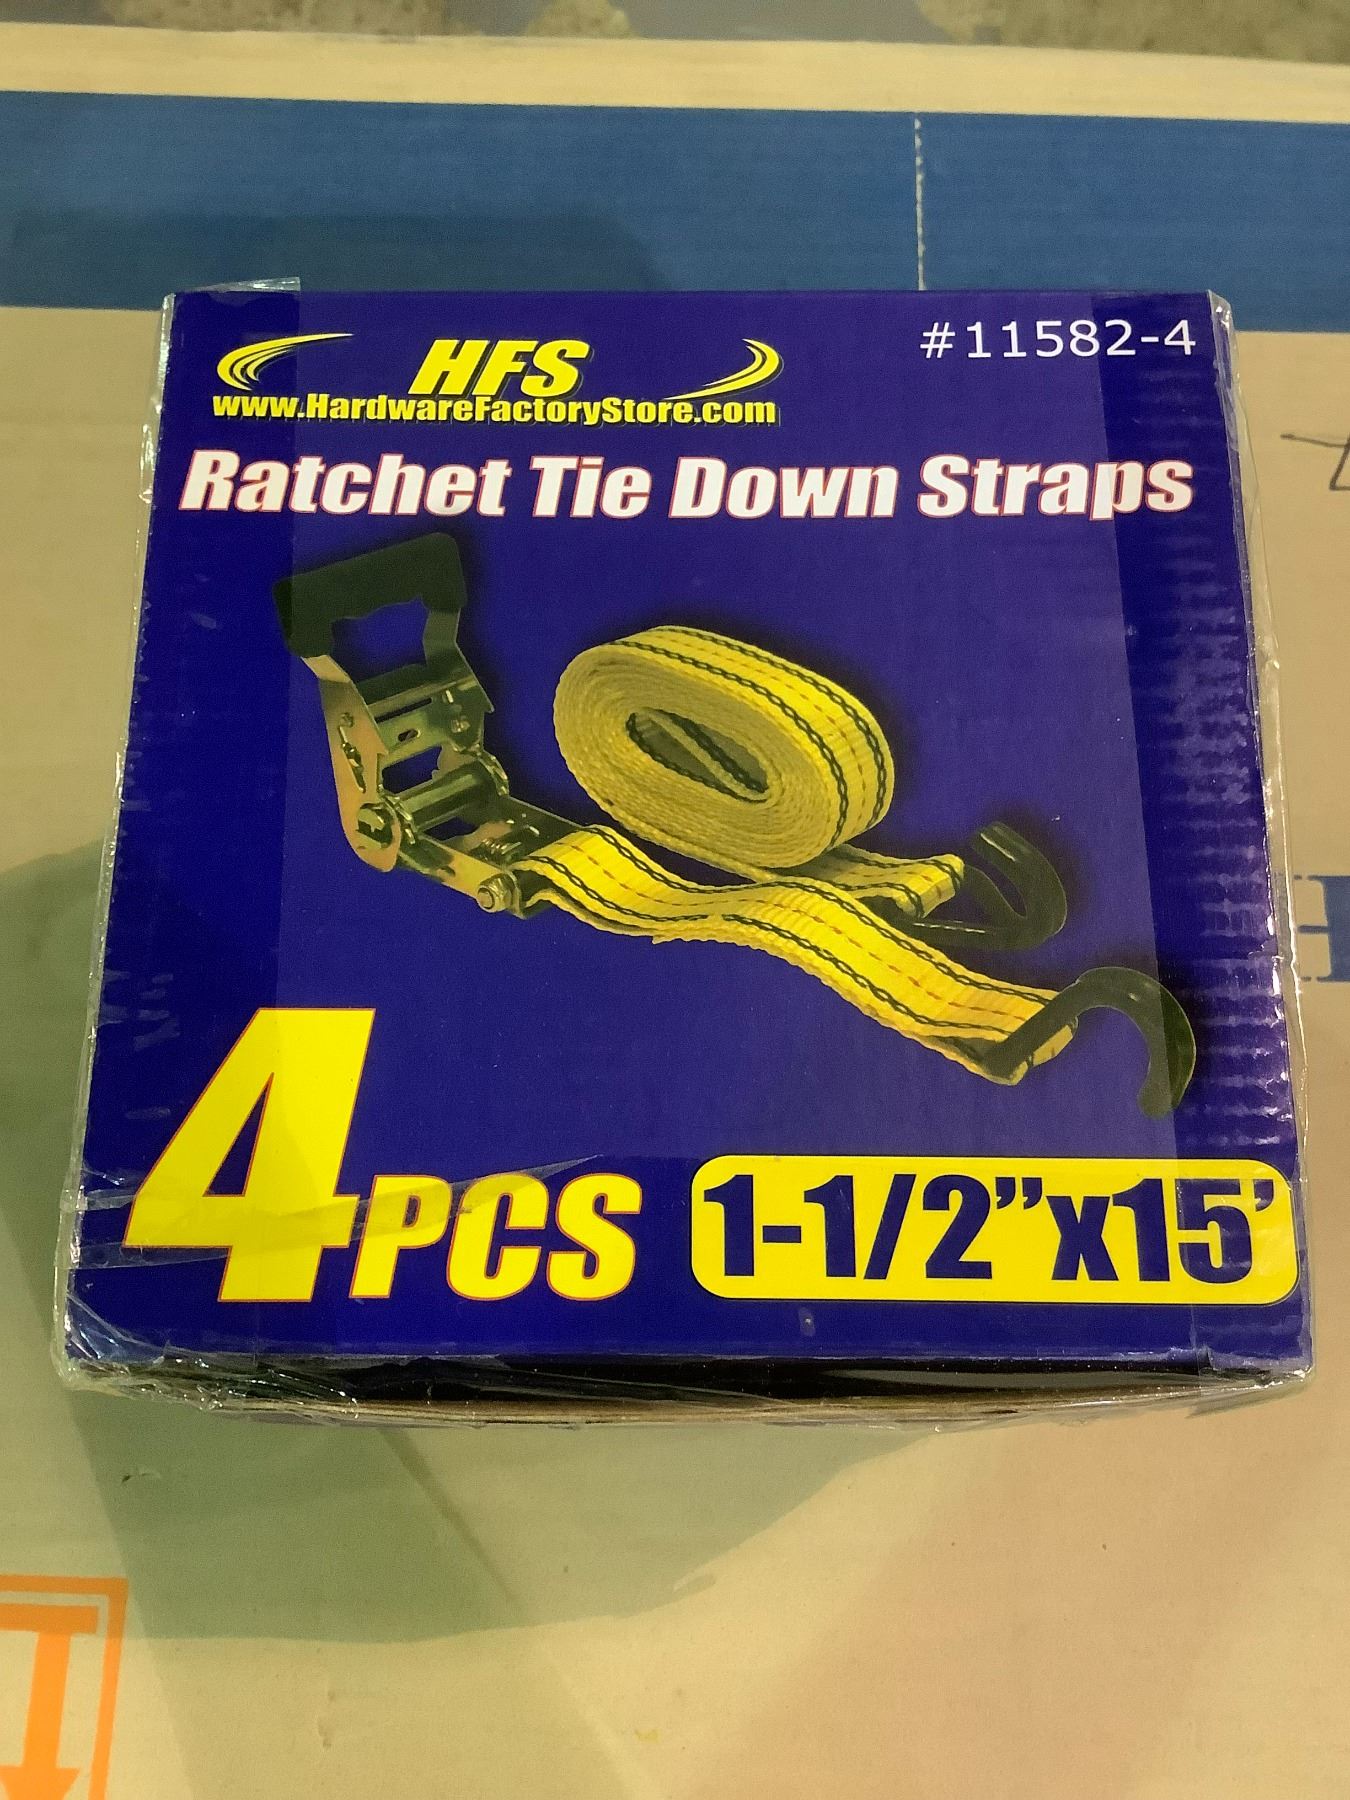 HFS
#11582-4
www.HardwareFactoryStore.com
Ratchet Tie Down Straps
4PCS
1-1/2”x15’